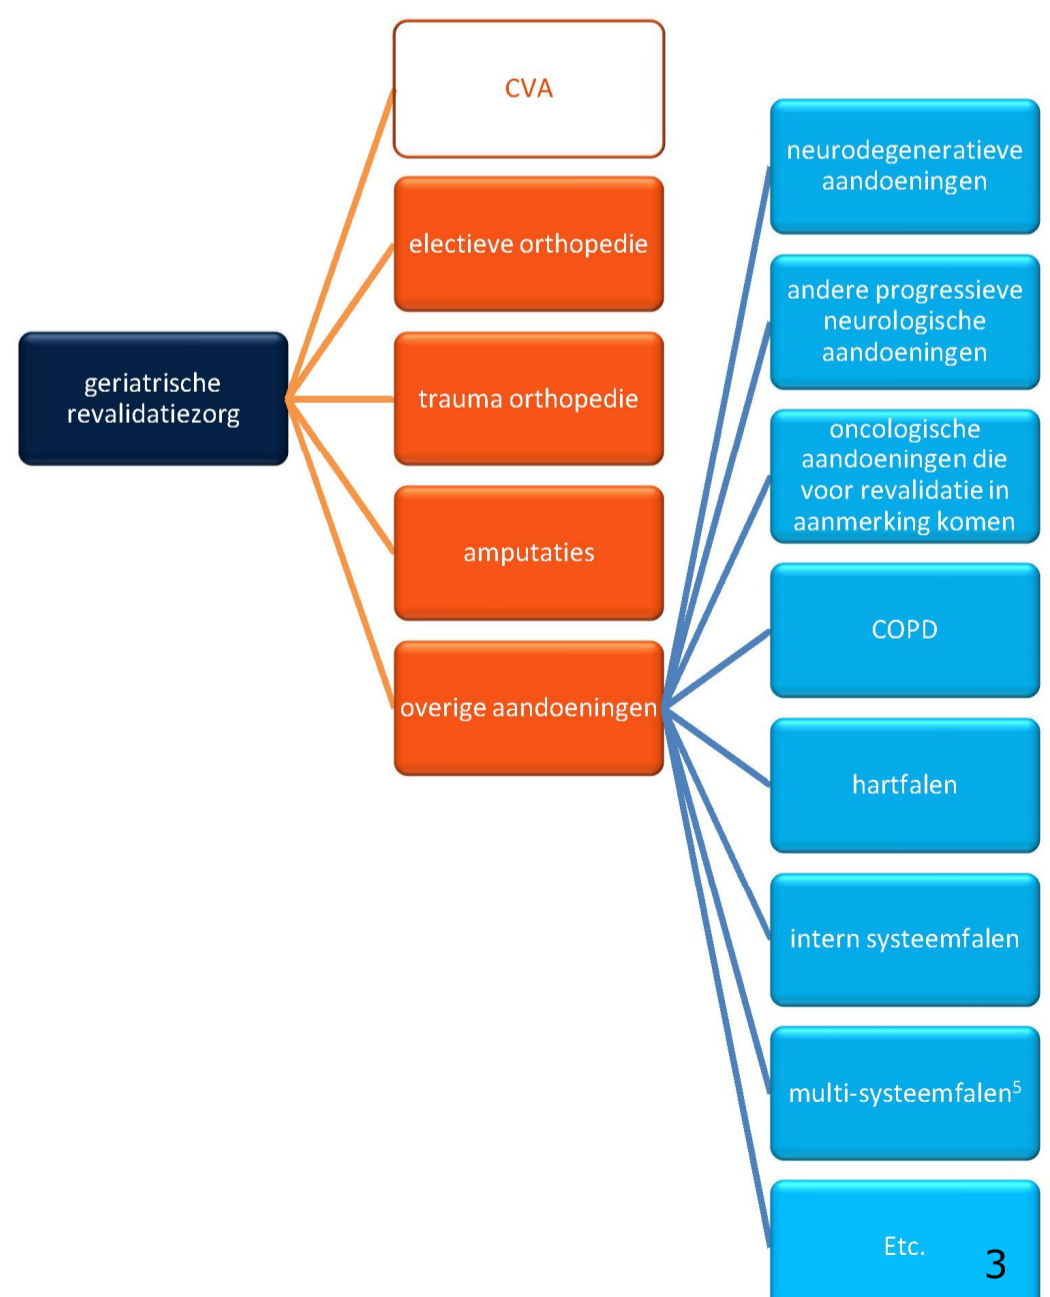 geriatrische
revalidatiezorg
CVA
electieve orthopedie
trauma orthopedie
amputaties
overige aandoeningen
neurodegeneratieve
aandoeningen
andere progressieve
neurologische
aandoeningen
oncologische
aandoeningen die
voor revalidatie in
aanmerking komen
COPD
hartfalen
intern systeemfalen
multi-systeemfalen⁵
Etc.
3